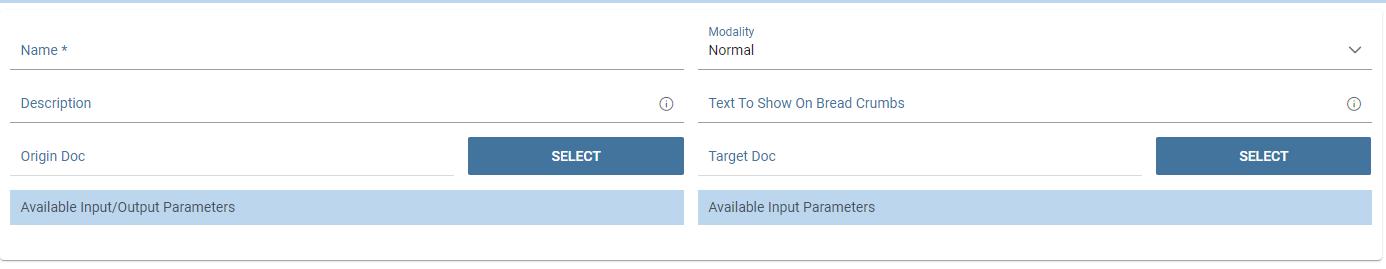 Name *
Modality
Normal
Description
Text To Show On Bread Crumbs
Origin Doc
SELECT
Target Doc
SELECT
Available Input/Output Parameters
Available Input Parameters